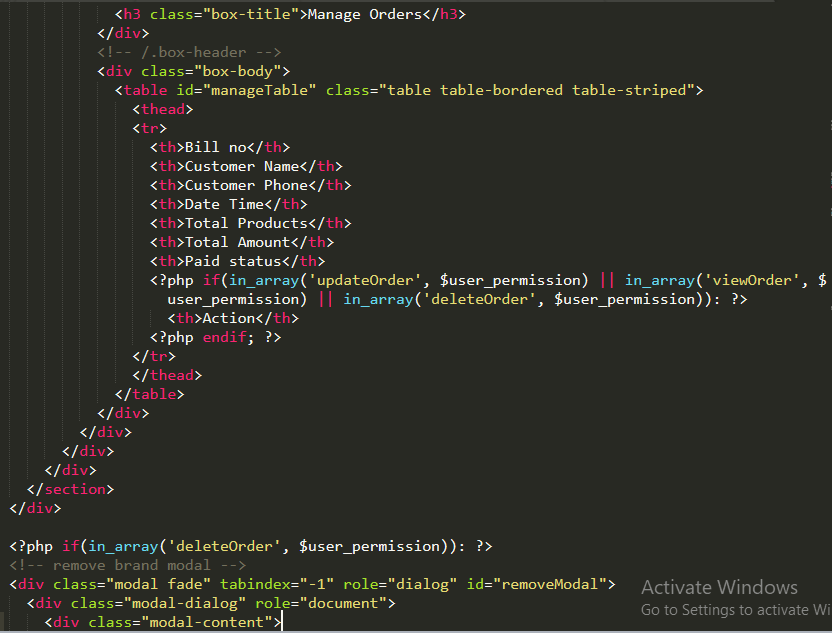 <h3 class="box-title">Manage Orders</h3>
</div>
<!-- /.box-header -->
<div class="box-body">
<table id="manageTable" class="table table-bordered table-striped">
<thead>
<tr>
<th>Bill no</th>
<th>Customer Name</th>
<th>Customer Phone</th>
<th>Date Time</th>
<th>Total Products</th>
<th>Total Amount</th>
<th>Paid status</th>
<?php if(in_array('updateOrder', $user_permission) || in_array('viewOrder', $
user_permission) || in_array('deleteOrder', $user_permission)): ?>
<th>Action</th>
<?php endif; ?>
</tr>
</thead>
</table>
</div>
</div>
</div>
</div>
</section>
</div>
<?php if(in_array('deleteOrder', $user_permission)): ?>
<!-- remove brand modal -->
<div class="modal fade" tabindex="-1" role="dialog" id="removeModal">
<div class="modal-dialog" role="document">
<div class="modal-content">
Activate Windows
Go to Settings to activate Wi